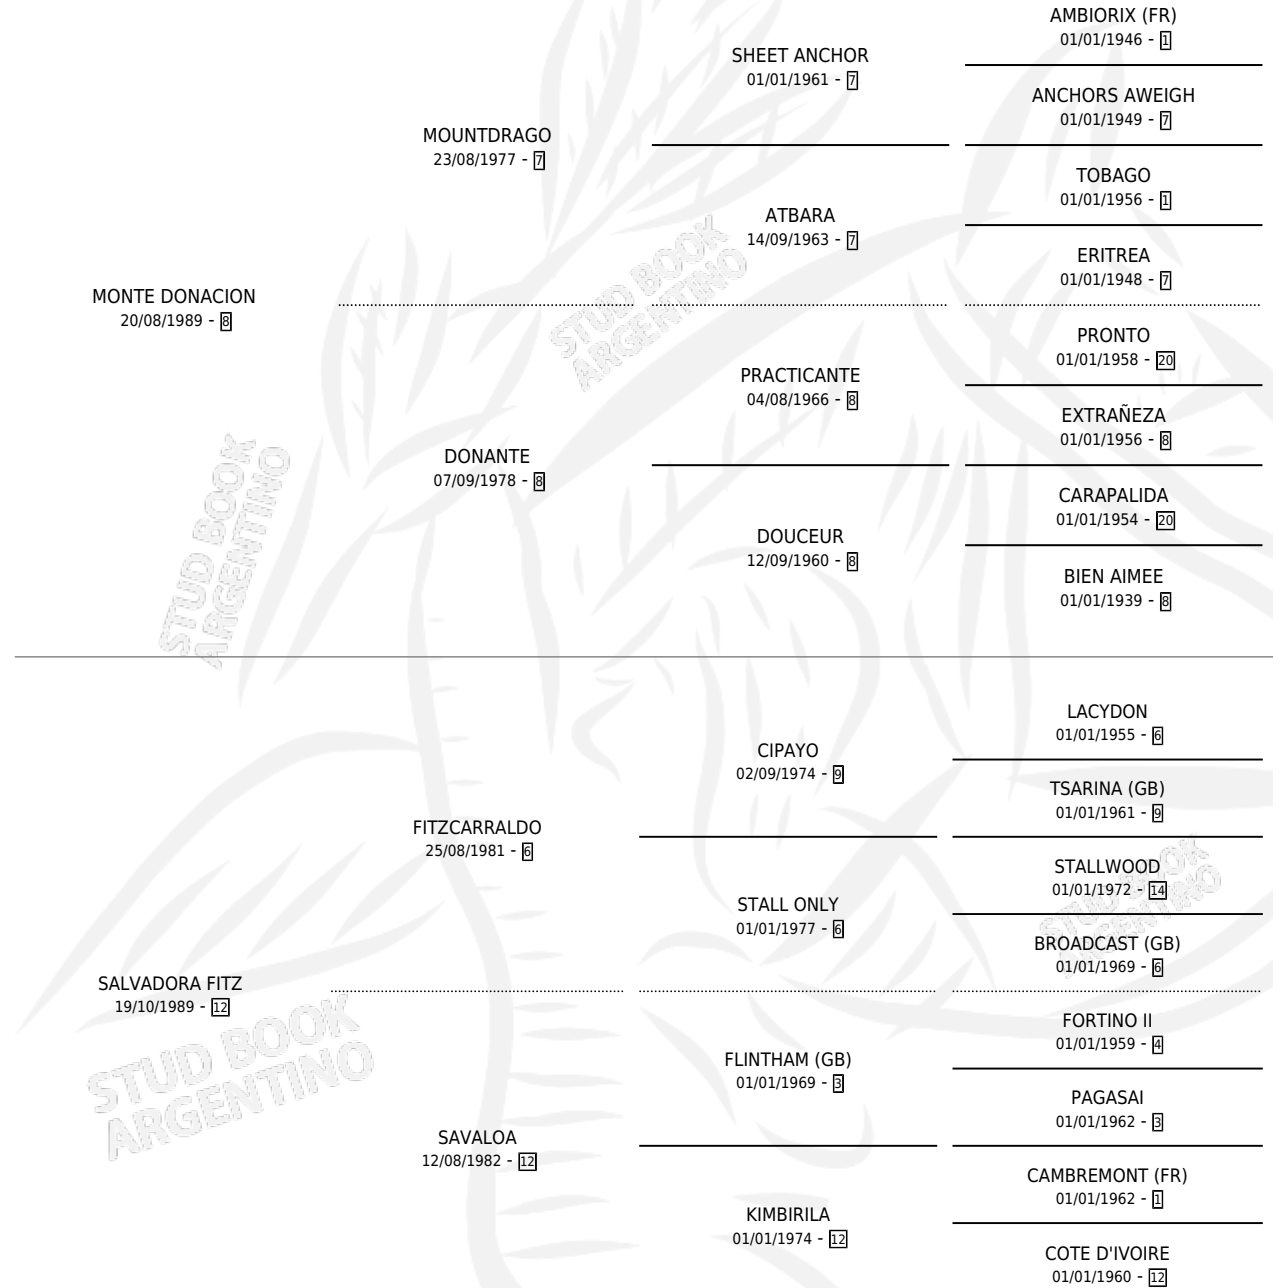 AMBIORIX (FR)
01/01/1946 - 1
SHEET ANCHOR
01/01/1961 - 7
ANCHORS AWEIGH
01/01/1949 - 7
MOUNTDRAGO
23/08/1977 - 7
TOBAGO
01/01/1956 - 1
ATBARA
14/09/1963 - 7
ERITREA
01/01/1948 - 7
MONTE DONACION
20/08/1989 - 8
STUD BOOK
ARGENTINO
PRONTO
01/01/1958 - 20
PRACTICANTE
04/08/1966 - 8
EXTRAÑEZA
01/01/1956 - 8
DONANTE
07/09/1978 - 8
CARAPALIDA
01/01/1954 - 20
DOUCEUR
12/09/1960 - 8
BIEN AIMEE
01/01/1939 - 8
STUD BOOK
ARGENTINO
LACYDON
01/01/1955 - 6
CIPAYO
02/09/1974 - 9
TSARINA (GB)
01/01/1961 - 9
FITZCARRALDO
25/08/1981 - 6
STALLWOOD
01/01/1972 - 14
STALL ONLY
01/01/1977 - 6
BROADCAST (GB)
01/01/1969 - 6
STUD BOOK
ARGENTINO
SALVADORA FITZ
19/10/1989 - 12
STUD BOOK
ARGENTINO
FORTINO II
01/01/1959 - 4
FLINTHAM (GB)
01/01/1969 - 3
PAGASAI
01/01/1962 - 3
SAVALOA
12/08/1982 - 12
CAMBREMONT (FR)
01/01/1962 - 1
KIMBIRILA
01/01/1974 - 12
COTE D'IVOIRE
01/01/1960 - 12